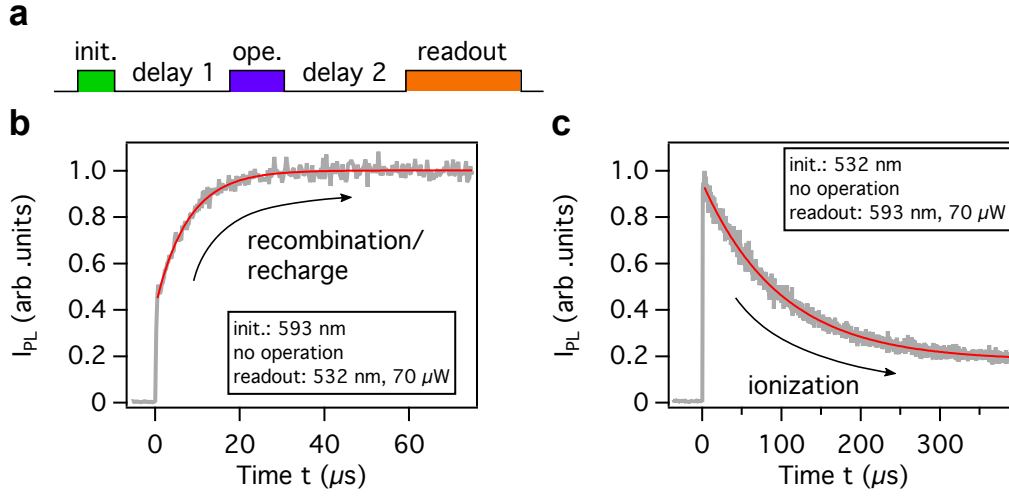 a
init.
delay 1
ope.
delay 2
readout
b
I_PL (arb .units)
1.0
0.8
0.6
0.4
0.2
0
recombination/
recharge
init.: 593 nm
no operation
readout: 532 nm, 70 µW
0
20
40
60
Time t (µs)
c
I_PL (arb .units)
1.0
0.8
0.6
0.4
0.2
0
init.: 532 nm
no operation
readout: 593 nm, 70 µW
ionization
0
100
200
300
Time t (µs)